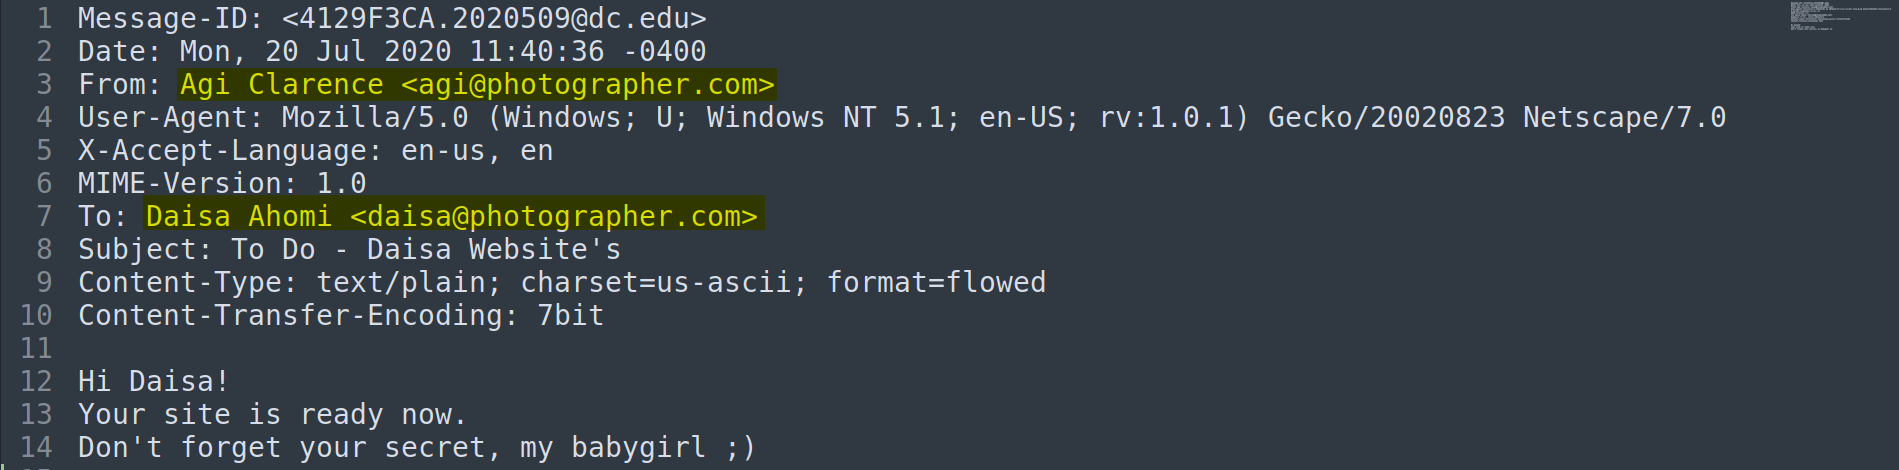 1 Message-ID: <4129F3CA.2020509@dc.edu>
2 Date: Mon, 20 Jul 2020 11:40:36 -0400
3 From: Agi Clarence <agi@photographer.com>
4 User-Agent: Mozilla/5.0 (Windows; U; Windows NT 5.1; en-US; rv:1.0.1) Gecko/20020823 Netscape/7.0
5 X-Accept-Language: en-us, en
6 MIME-Version: 1.0
7 To: Daisa Ahomi <daisa@photographer.com>
8 Subject: To Do - Daisa Website's
9 Content-Type: text/plain; charset=us-ascii; format=flowed
10 Content-Transfer-Encoding: 7bit
11
12 Hi Daisa!
13 Your site is ready now.
14 Don't forget your secret, my babygirl ;)